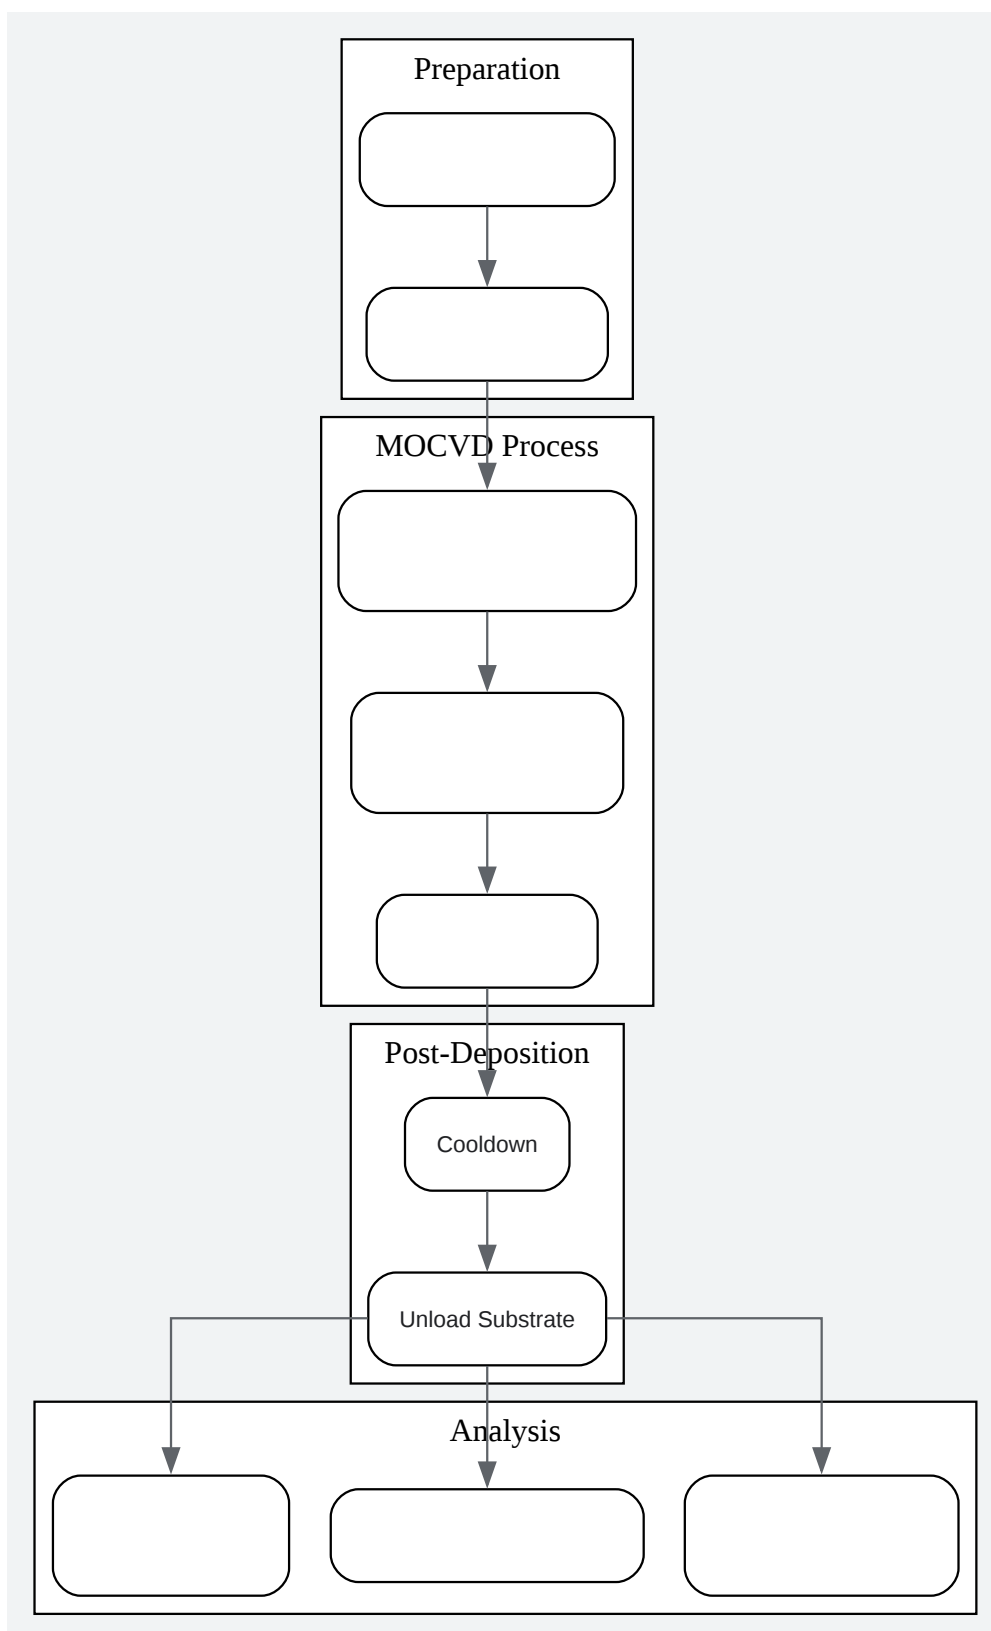 Preparation
MOCVD Process
Post-Deposition
Cooldown
Unload Substrate
Analysis